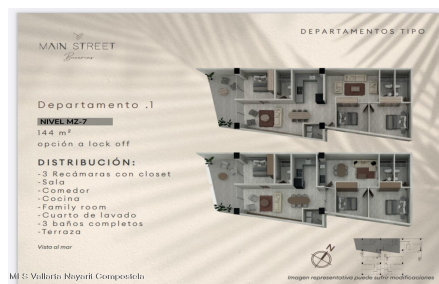 DEPARTAMENTOS TIPO
MAIN STREET
Bucerías
Departamento .1
NIVEL MZ-7
144 m²
opción a lock off
DISTRIBUCIÓN:
-3 Recámaras con closet
-Sala
-Comedor
-Cocina
-Family room
-Cuarto de lavado
-3 baños completos
-Terraza
Vista al mar
N
MLS Vallarta Nayarit Compostela
Imagen representativa puede sufrir modificaciones